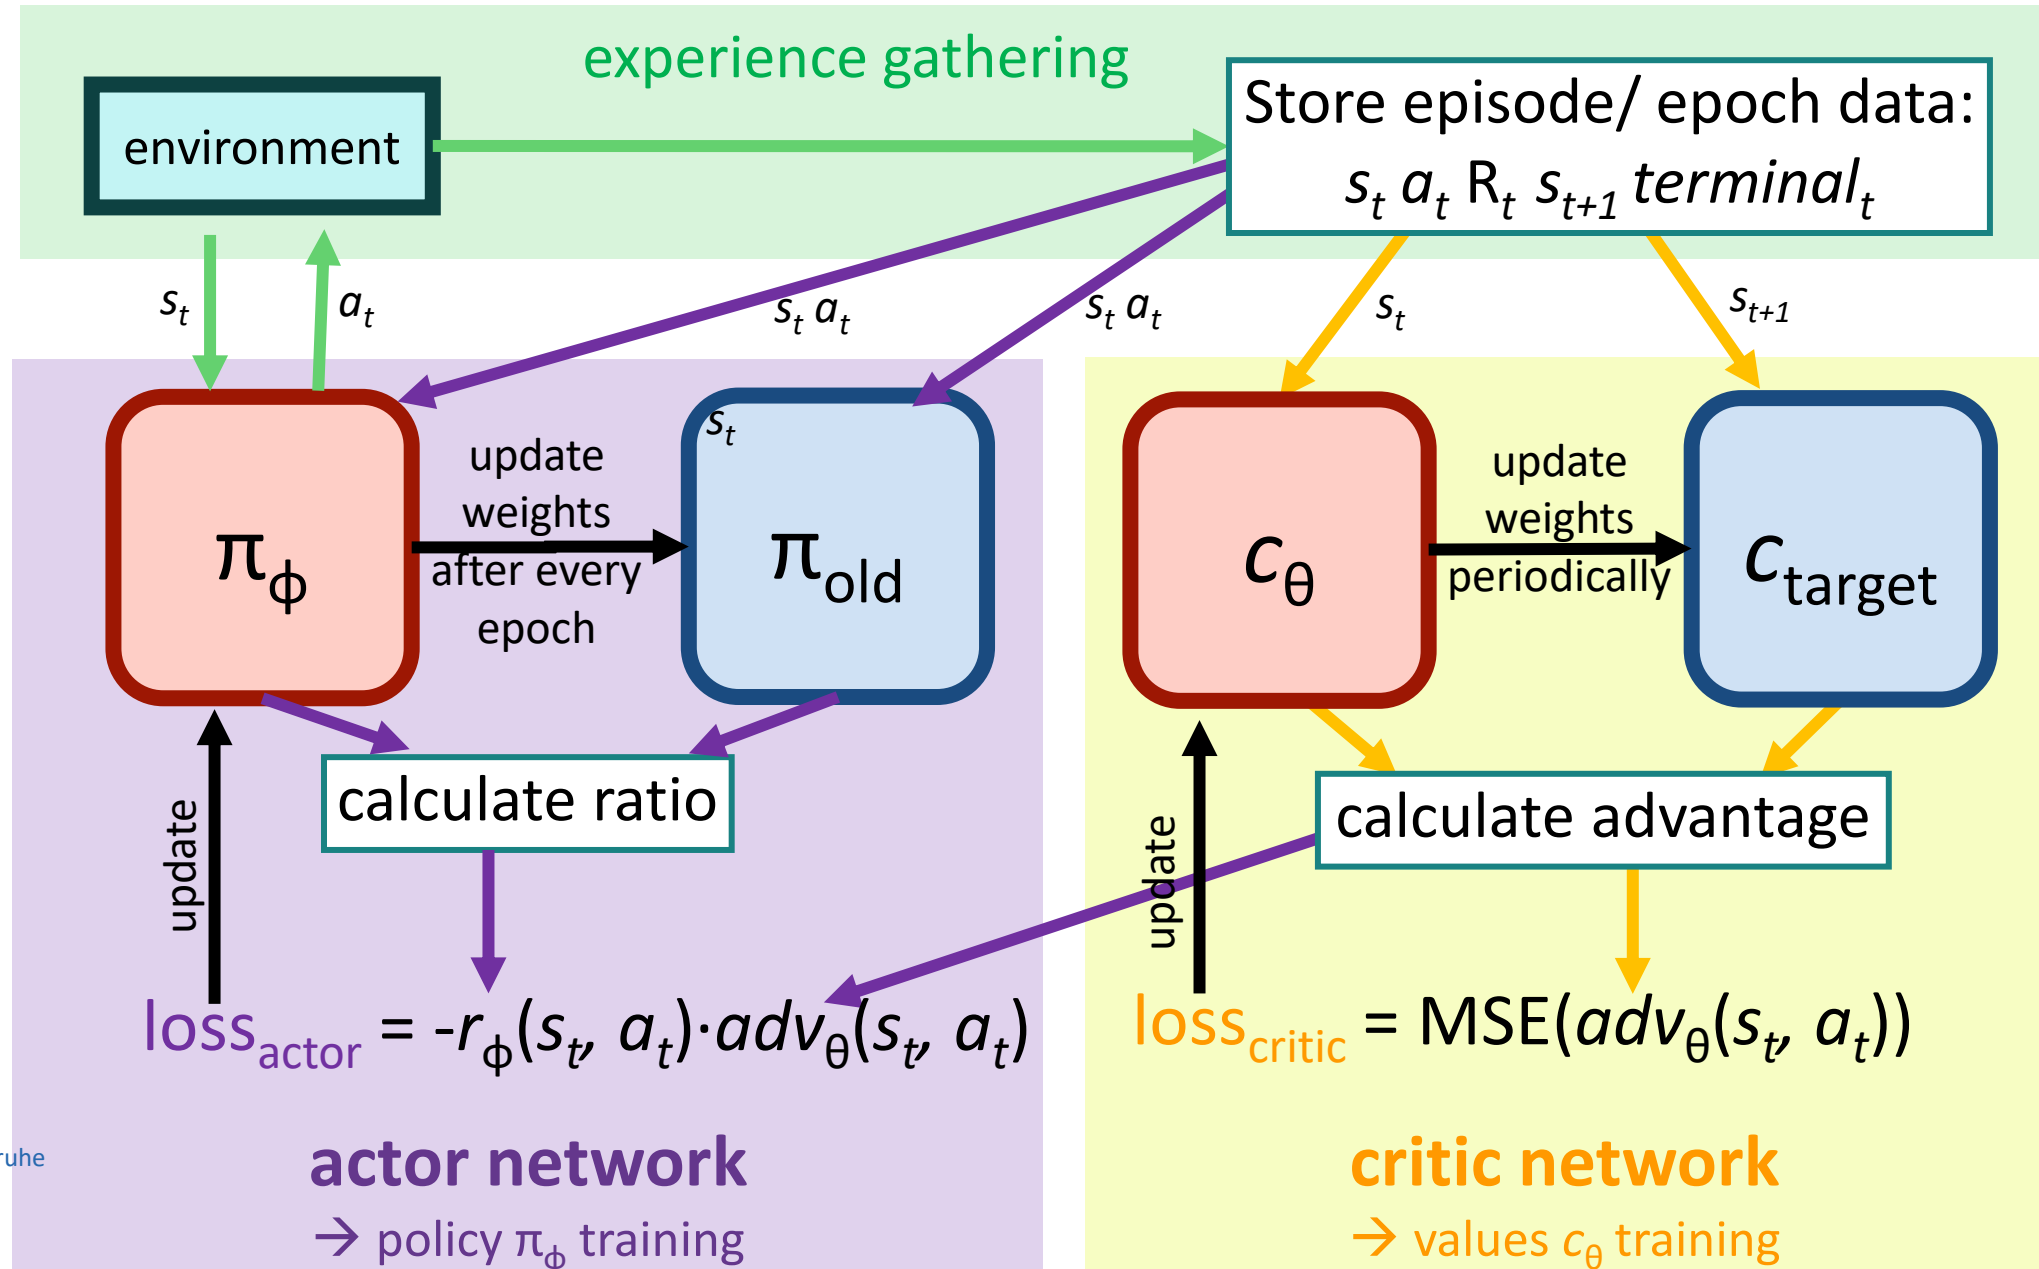 experience gathering
environment
Store episode/ epoch data:
s_t a_t R_t s_{t+1} terminal_t
s_t
a_t
s_t a_t
s_t a_t
s_t
s_{t+1}
s_t
update
weights
after every
epoch
π_ϕ
π_old
update
weights
periodically
c_θ
c_target
calculate ratio
calculate advantage
update
update
loss_actor = -r_ϕ(s_t, a_t)·adv_θ(s_t, a_t)
loss_critic = MSE(adv_θ(s_t, a_t))
ruhe
actor network
→ policy π_ϕ training
critic network
→ values c_θ training